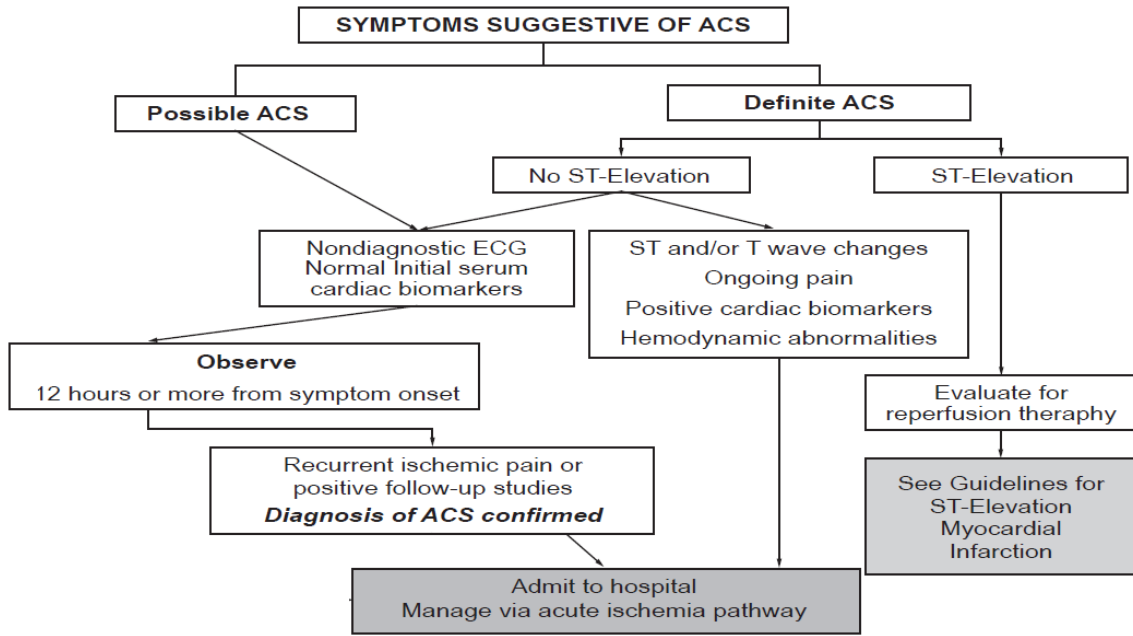 SYMPTOMS SUGGESTIVE OF ACS
Possible ACS
Definite ACS
No ST-Elevation
ST-Elevation
Nondiagnostic ECG
Normal Initial serum
cardiac biomarkers
ST and/or T wave changes
Ongoing pain
Positive cardiac biomarkers
Hemodynamic abnormalities
Observe
12 hours or more from symptom onset
Evaluate for
reperfusion theraphy
Recurrent ischemic pain or
positive follow-up studies
Diagnosis of ACS confirmed
See Guidelines for
ST-Elevation
Myocardial
Infarction
Admit to hospital
Manage via acute ischemia pathway